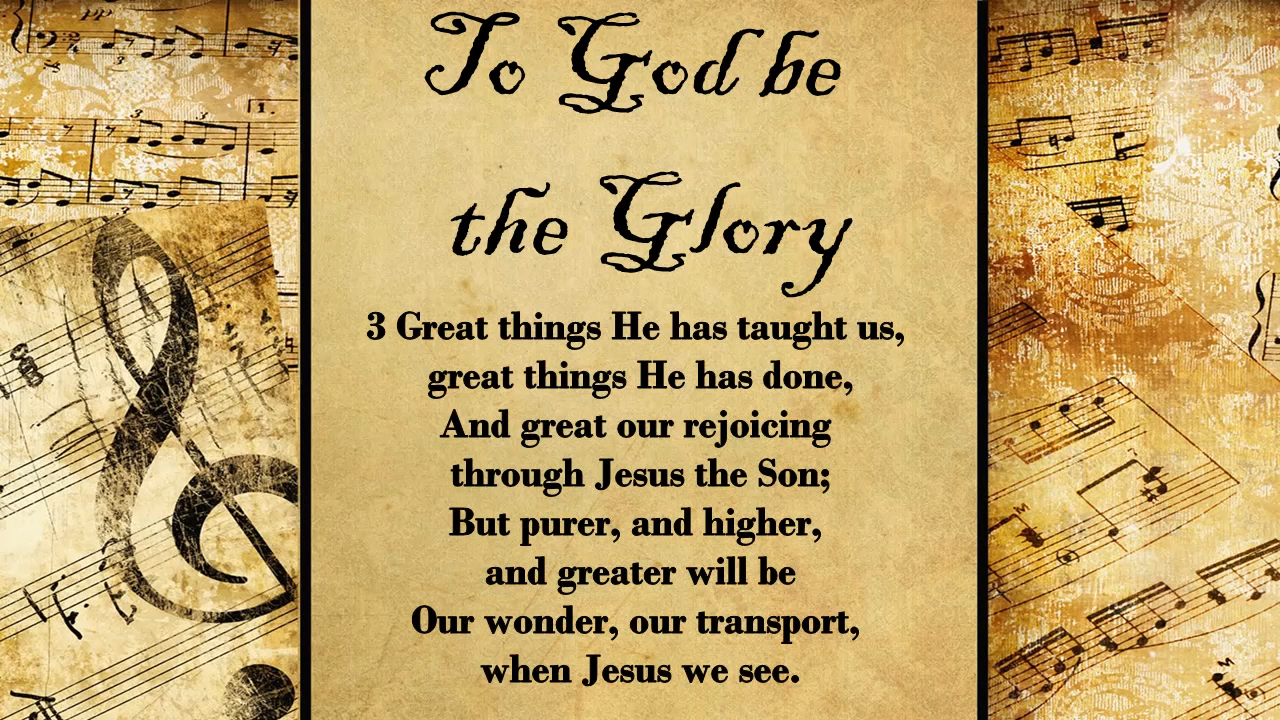 To God be
the Glory
3 Great things He has taught us,
great things He has done,
And great our rejoicing
through Jesus the Son;
But purer, and higher,
and greater will be
Our wonder, our transport,
when Jesus we see.